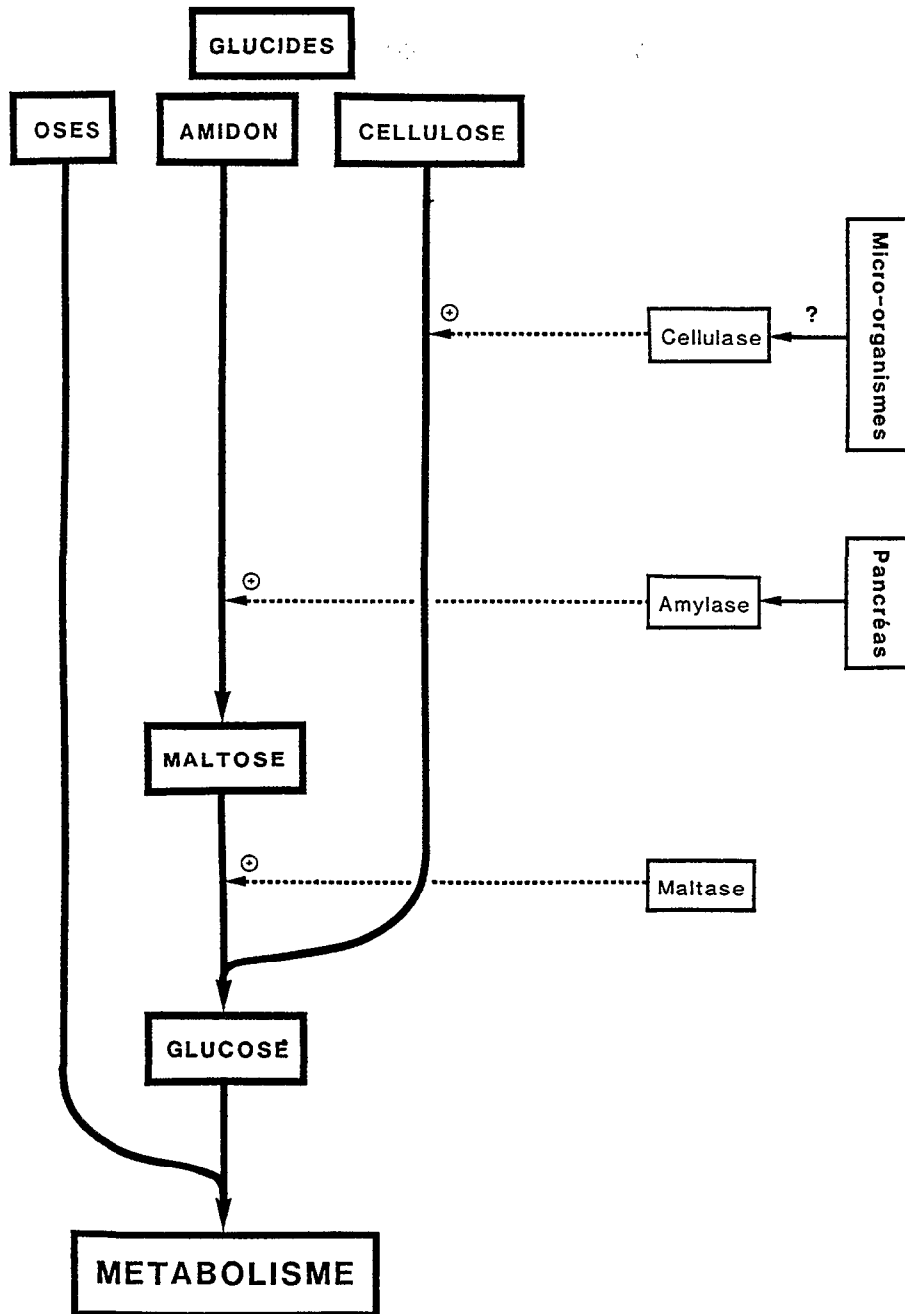 GLUCIDES
OSES
AMIDON
CELLULOSE
Micro-organismes
?
Cellulase
⊕
Pancréas
Amylase
⊕
MALTOSE
⊕
Maltase
GLUCOSE
METABOLISME